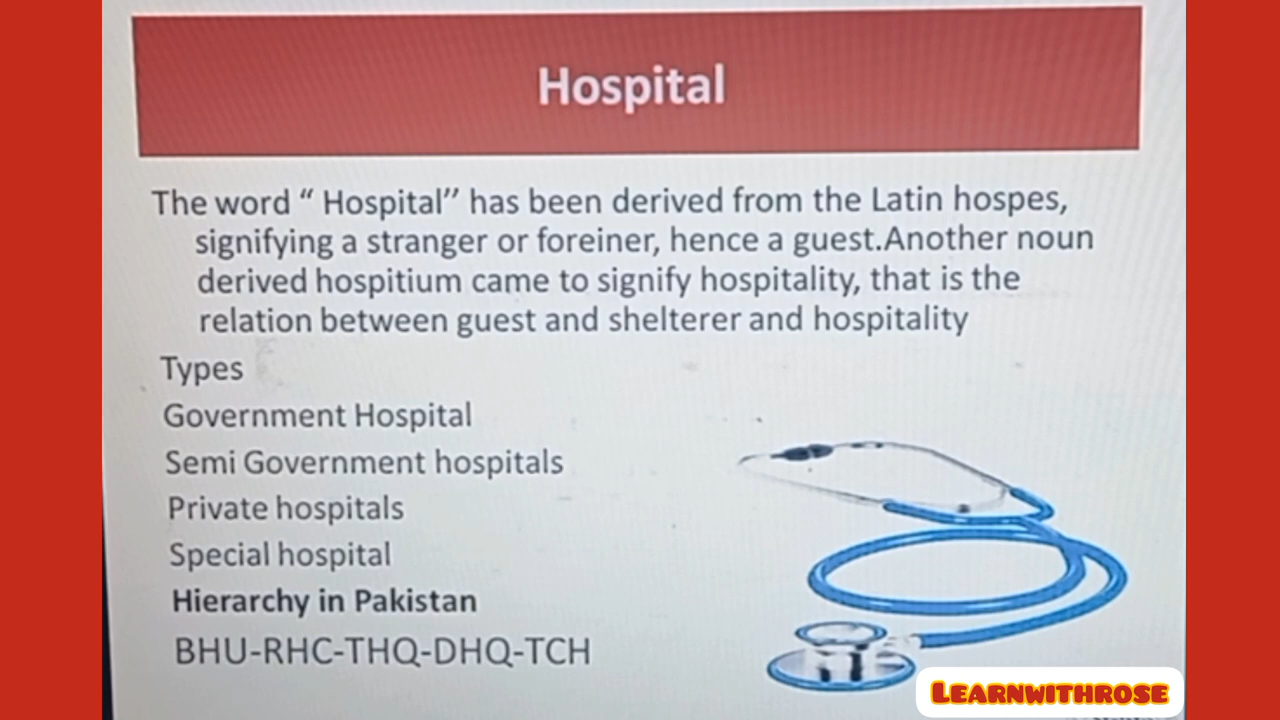 Hospital
The word “ Hospital” has been derived from the Latin hospes,
signifying a stranger or foreiner, hence a guest.Another noun
derived hospitium came to signify hospitality, that is the
relation between guest and shelterer and hospitality
Types
Government Hospital
Semi Government hospitals
Private hospitals
Special hospital
Hierarchy in Pakistan
BHU-RHC-THQ-DHQ-TCH
Learnwithrose